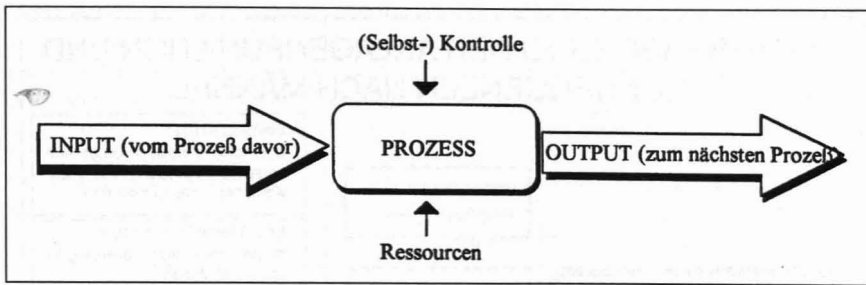 (Selbst-) Kontrolle
INPUT (vom Prozeß davor)
PROZESS
OUTPUT (zum nächsten Prozeß)
Ressourcen